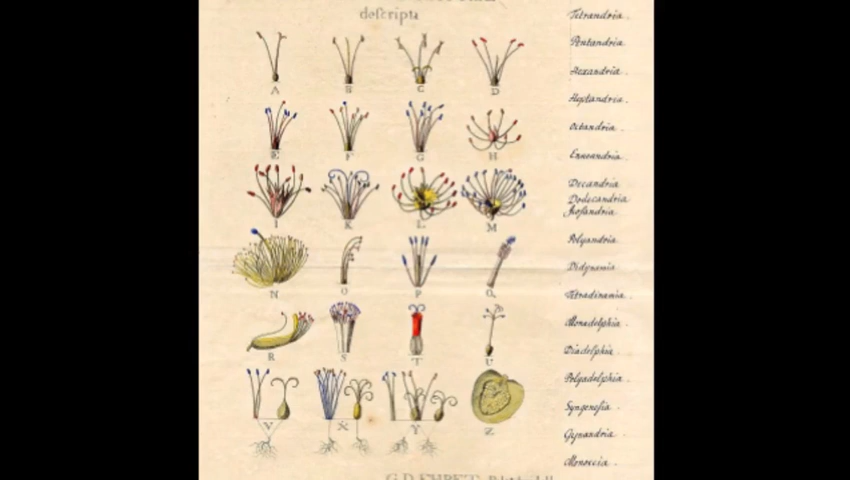 descripta
A B C D
E F G H
I K L M
N O P Q
R S T U
V X Y Z
Tetrandria.
Pentandria.
Hexandria.
Heptandria.
Octandria.
Enneandria.
Decandria
Dodecandria
Icosandria.
Polyandria.
Didynamia.
Tetradinamia.
Monadelphia.
Diadelphia.
Polyadelphia.
Syngenesia.
Gynandria.
Monoecia.
G.D. EHRET